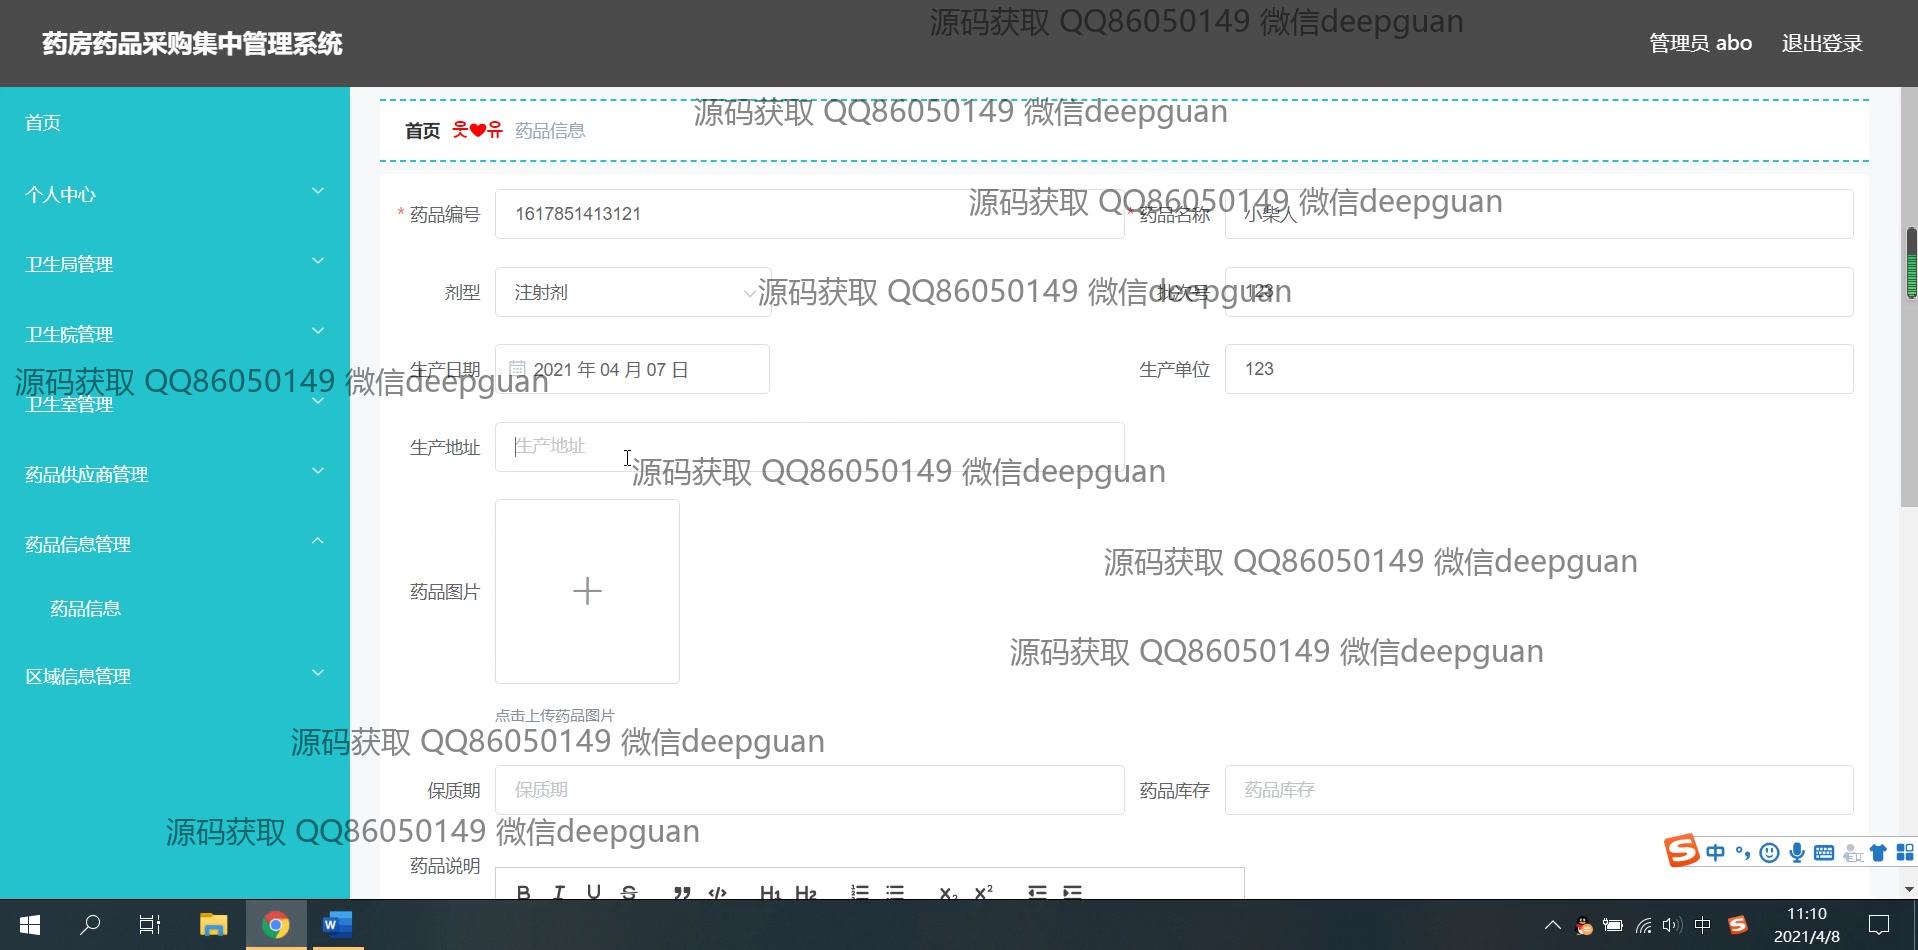 源码获取 QQ86050149 微信deepguan
药房药品采购集中管理系统
管理员 abo
退出登录
首页
源码获取 QQ86050149 微信deepguan
首页 웃❤유 药品信息
个人中心
源码获取 QQ86050149 微信deepguan
* 药品编号 1617851413121
* 药品名称 小柴人
卫生局管理
剂型 注射剂
源码获取 QQ86050149 微信deepguan
批次号 123
卫生院管理
生产日期 2021 年 04 月 07 日
生产单位 123
源码获取 QQ86050149 微信deepguan
卫生室管理
生产地址 生产地址
药品供应商管理
源码获取 QQ86050149 微信deepguan
药品信息管理
源码获取 QQ86050149 微信deepguan
药品图片
药品信息
源码获取 QQ86050149 微信deepguan
区域信息管理
点击上传药品图片
源码获取 QQ86050149 微信deepguan
保质期 保质期
药品库存 药品库存
源码获取 QQ86050149 微信deepguan
中
药品说明
B I U S ” </> H1 H2 X2 X2
中
11:10
2021/4/8